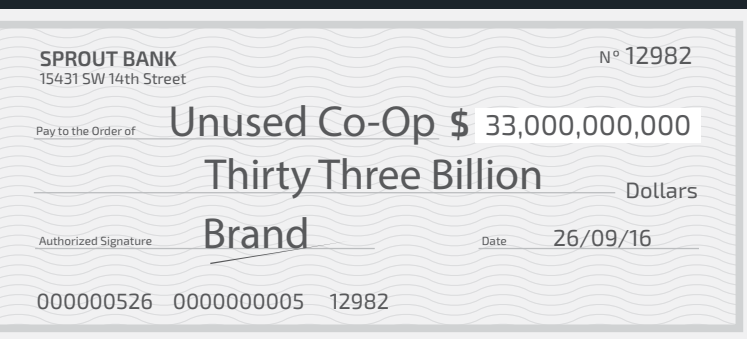 SPROUT BANK
15431 SW 14th Street
Nº 12982
Pay to the Order of Unused Co-Op $ 33,000,000,000
Thirty Three Billion Dollars
Authorized Signature Brand Date 26/09/16
000000526 0000000005 12982